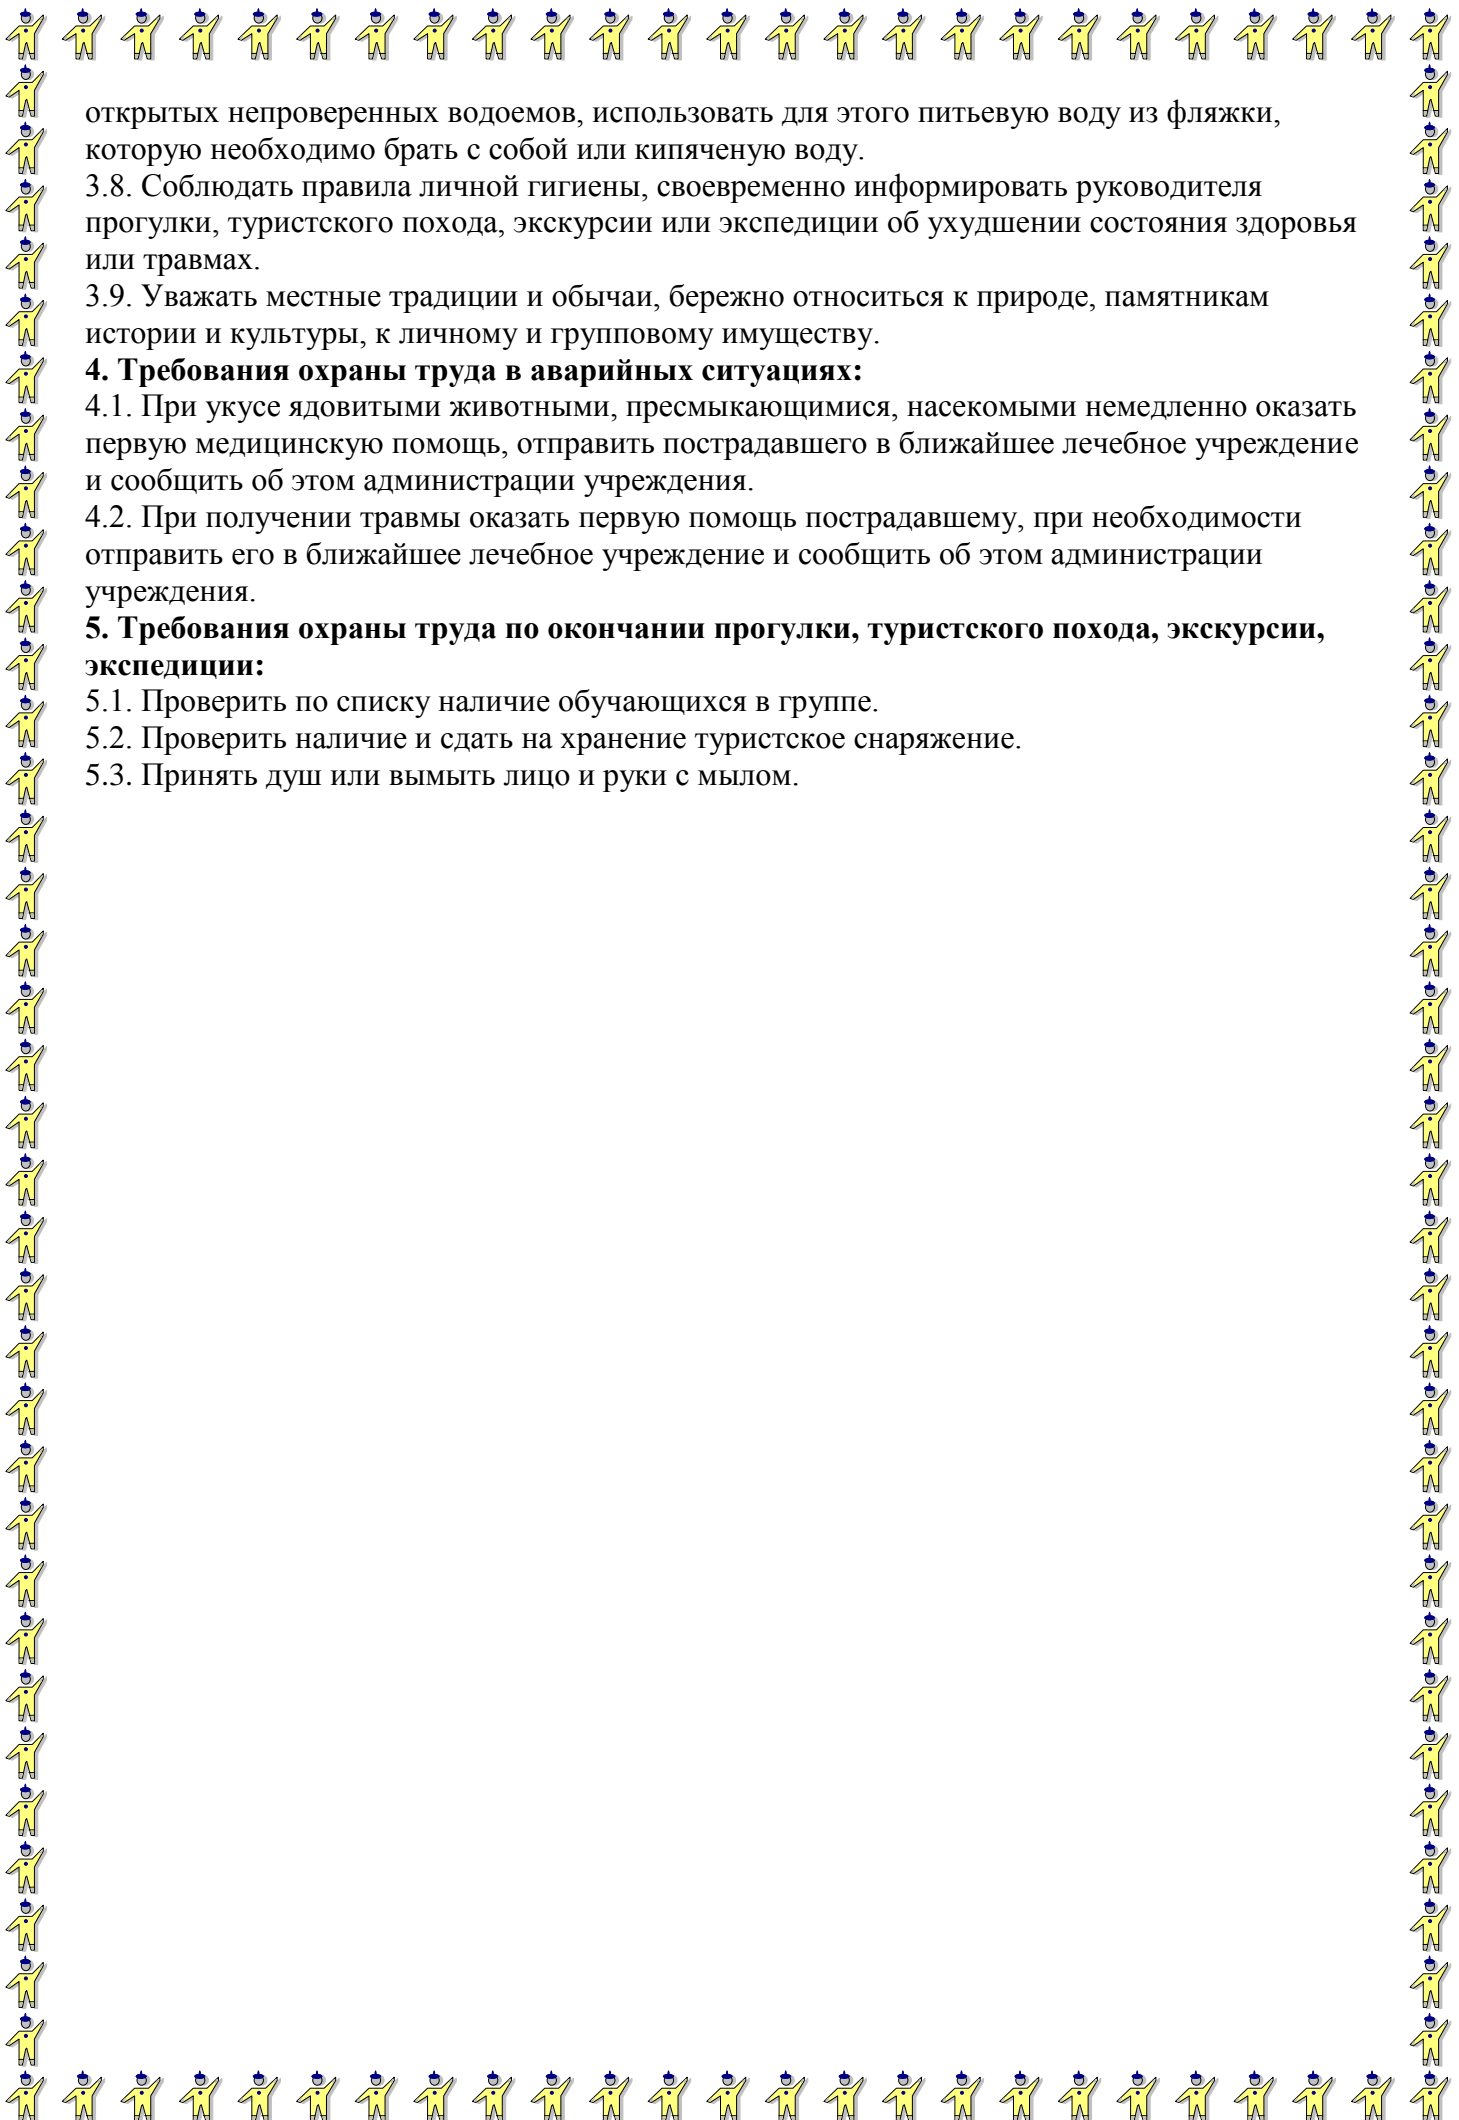 открытых непроверенных водоемов, использовать для этого питьевую воду из фляжки,
которую необходимо брать с собой или кипяченую воду.
3.8. Соблюдать правила личной гигиены, своевременно информировать руководителя
прогулки, туристского похода, экскурсии или экспедиции об ухудшении состояния здоровья
или травмах.
3.9. Уважать местные традиции и обычаи, бережно относиться к природе, памятникам
истории и культуры, к личному и групповому имуществу.
4. Требования охраны труда в аварийных ситуациях:
4.1. При укусе ядовитыми животными, пресмыкающимися, насекомыми немедленно оказать
первую медицинскую помощь, отправить пострадавшего в ближайшее лечебное учреждение
и сообщить об этом администрации учреждения.
4.2. При получении травмы оказать первую помощь пострадавшему, при необходимости
отправить его в ближайшее лечебное учреждение и сообщить об этом администрации
учреждения.
5. Требования охраны труда по окончании прогулки, туристского похода, экскурсии,
экспедиции:
5.1. Проверить по списку наличие обучающихся в группе.
5.2. Проверить наличие и сдать на хранение туристское снаряжение.
5.3. Принять душ или вымыть лицо и руки с мылом.